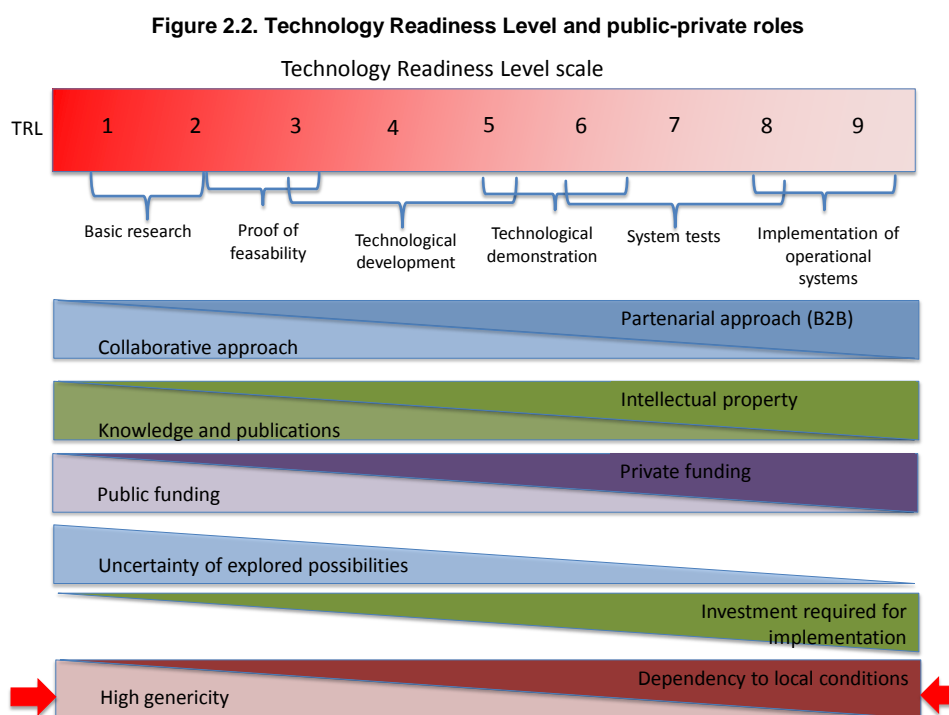 Figure 2.2. Technology Readiness Level and public-private roles
Technology Readiness Level scale
TRL 1 2 3 4 5 6 7 8 9
Basic research
Proof of
feasability
Technological
development
Technological
demonstration
System tests
Implementation of
operational
systems
Partenarial approach (B2B)
Collaborative approach
Intellectual property
Knowledge and publications
Private funding
Public funding
Uncertainty of explored possibilities
Investment required for
implementation
Dependency to local conditions
High genericity